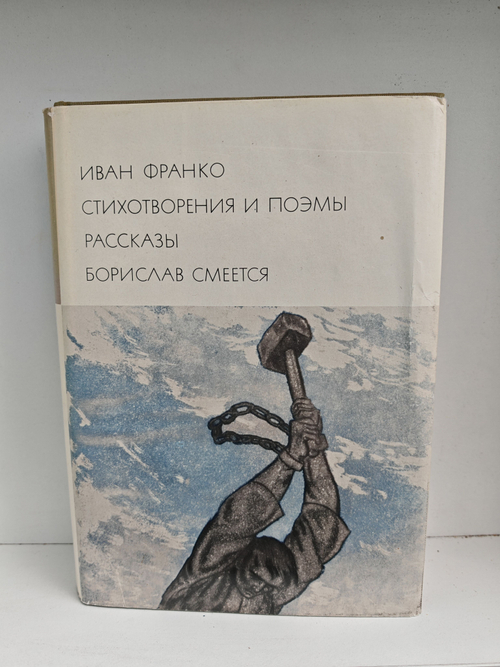 ИВАН ФРАНКО
СТИХОТВОРЕНИЯ И ПОЭМЫ
РАССКАЗЫ
БОРИСЛАВ СМЕЕТСЯ